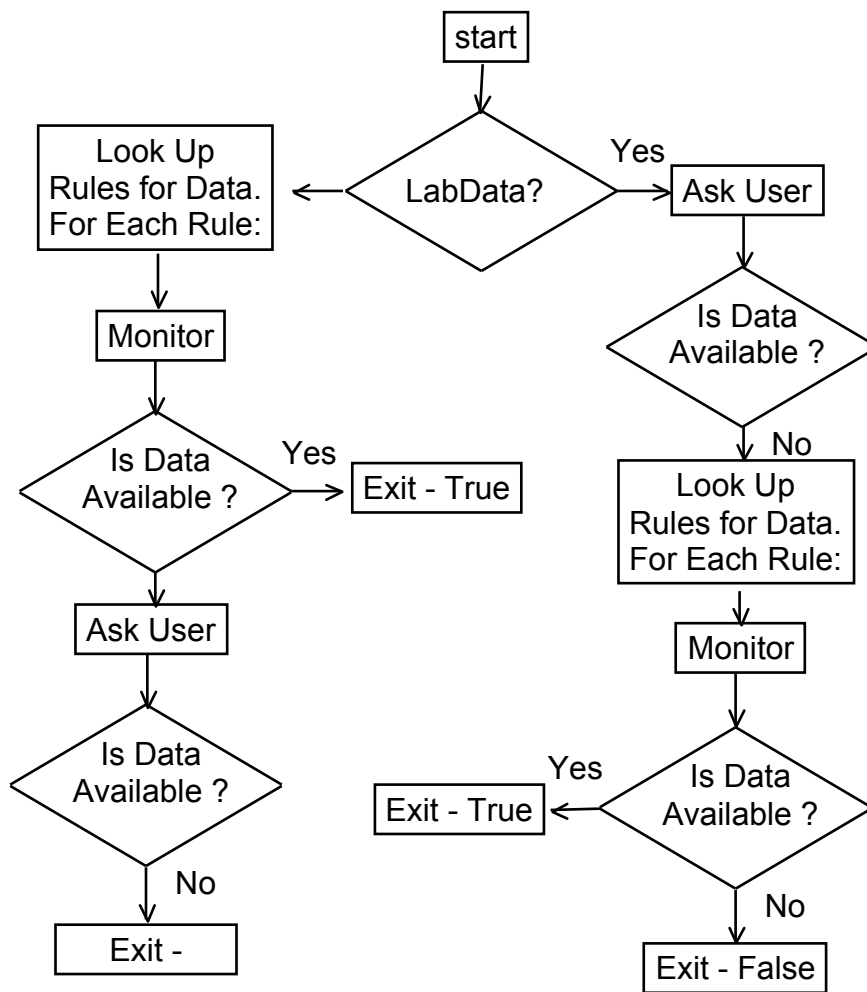 start
LabData?
Yes
Ask User
Look Up
Rules for Data.
For Each Rule:
Monitor
Is Data
Available ?
Yes
Exit - True
Ask User
Is Data
Available ?
No
Exit -
Is Data
Available ?
No
Look Up
Rules for Data.
For Each Rule:
Monitor
Is Data
Available ?
Yes
Exit - True
No
Exit - False